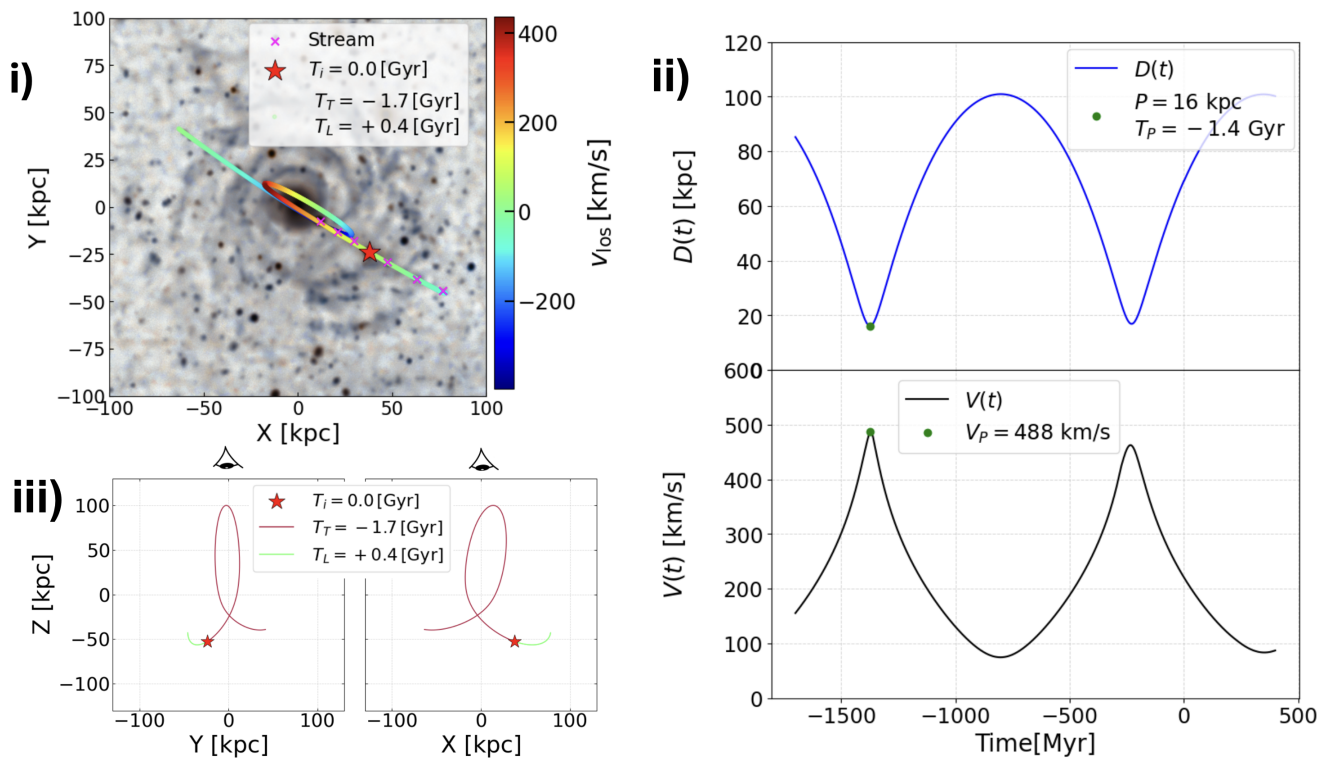 i)
100
75
50
25
0
−25
−50
−75
−100
Y [kpc]
−100
−50
0
50
100
X [kpc]
Stream
T_i = 0.0 [Gyr]
T_T = −1.7 [Gyr]
T_L = +0.4 [Gyr]
400
200
0
−200
v_los [km/s]
ii)
120
100
80
60
40
20
0
D(t) [kpc]
D(t)
P = 16 kpc
T_P = −1.4 Gyr
600
500
400
300
200
100
0
V(t) [km/s]
V(t)
V_P = 488 km/s
−1500
−1000
−500
0
500
Time[Myr]
iii)
100
50
0
−50
−100
Z [kpc]
T_i = 0.0 [Gyr]
T_T = −1.7 [Gyr]
T_L = +0.4 [Gyr]
−100
0
100
Y [kpc]
−100
0
100
X [kpc]